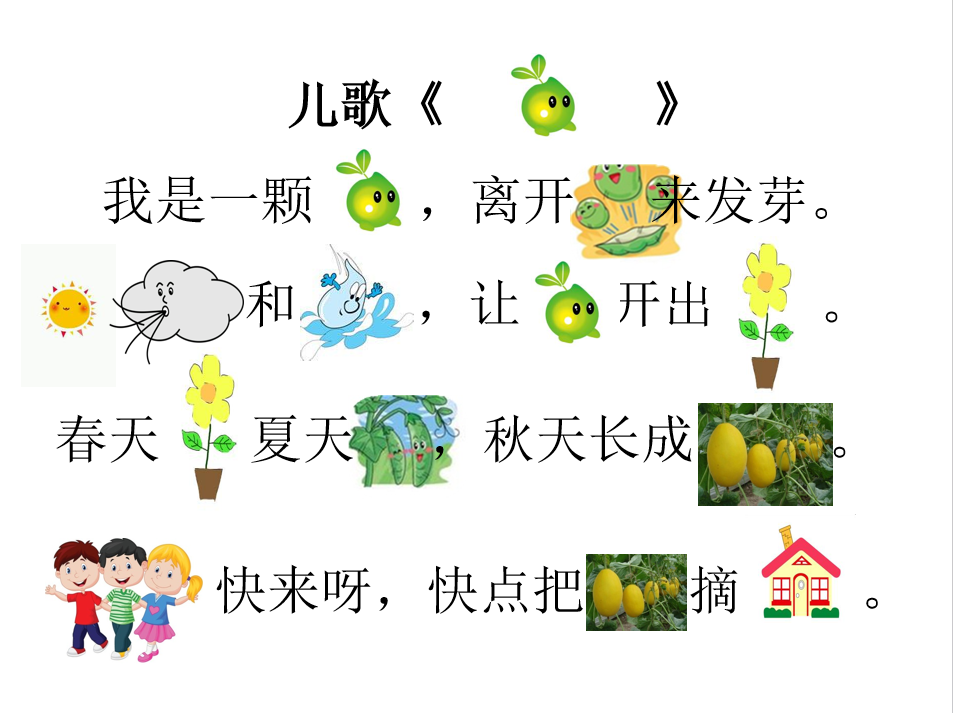 儿歌《 》
我是一颗 ，离开 来发芽。
和 ，让 开出 。
春天 夏天 ，秋天长成 。
快来呀，快点把 摘 。